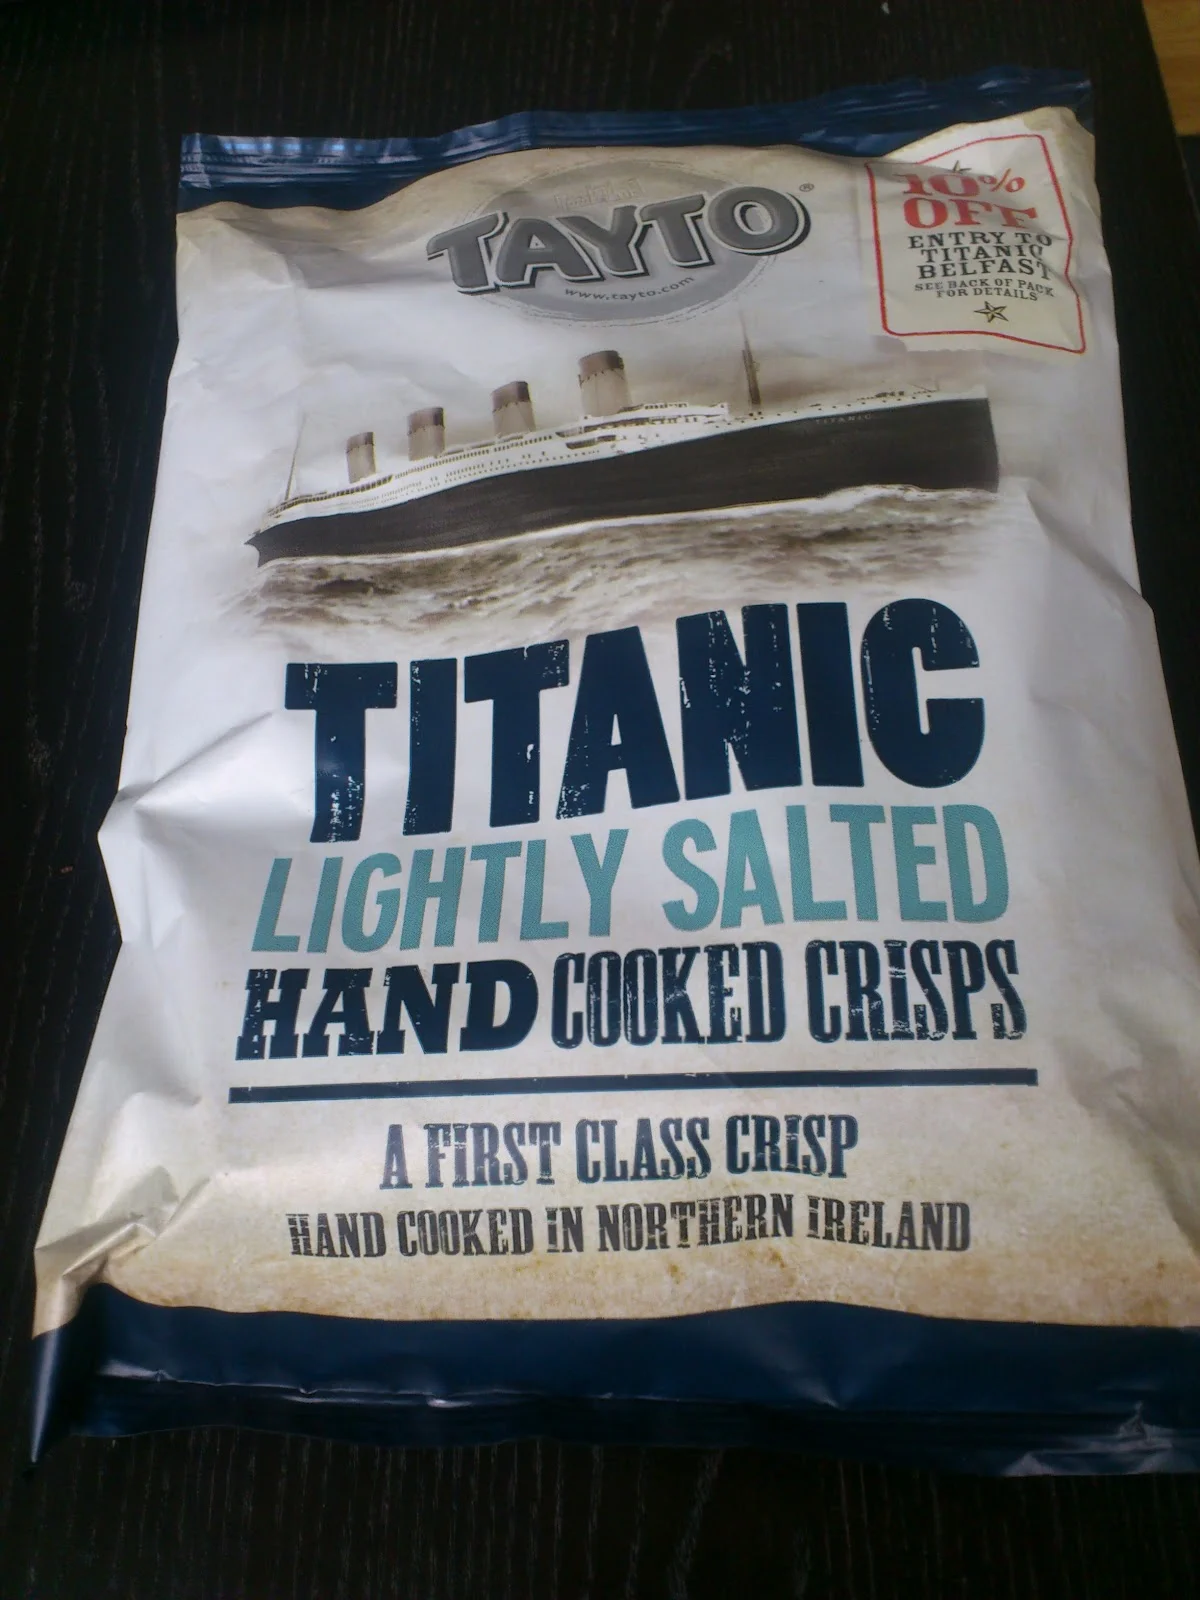 TAYTO®
www.tayto.com
10%
OFF
ENTRY TO
TITANIC
BELFAST
SEE BACK OF PACK
FOR DETAILS
TITANIC
TITANIC
LIGHTLY SALTED
HAND COOKED CRISPS
A FIRST CLASS CRISP
HAND COOKED IN NORTHERN IRELAND